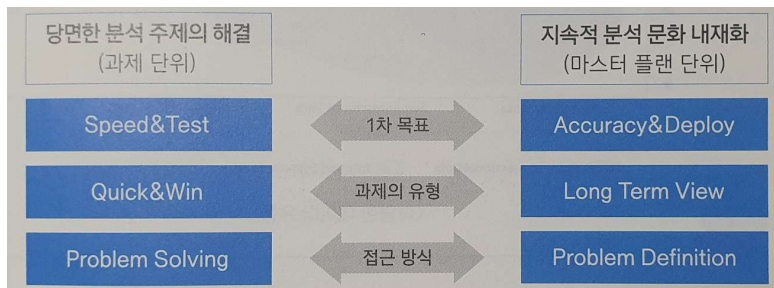 당면한 분석 주제의 해결
(과제 단위)
지속적 분석 문화 내재화
(마스터 플랜 단위)
Speed&Test
1차 목표
Accuracy&Deploy
Quick&Win
과제의 유형
Long Term View
Problem Solving
접근 방식
Problem Definition